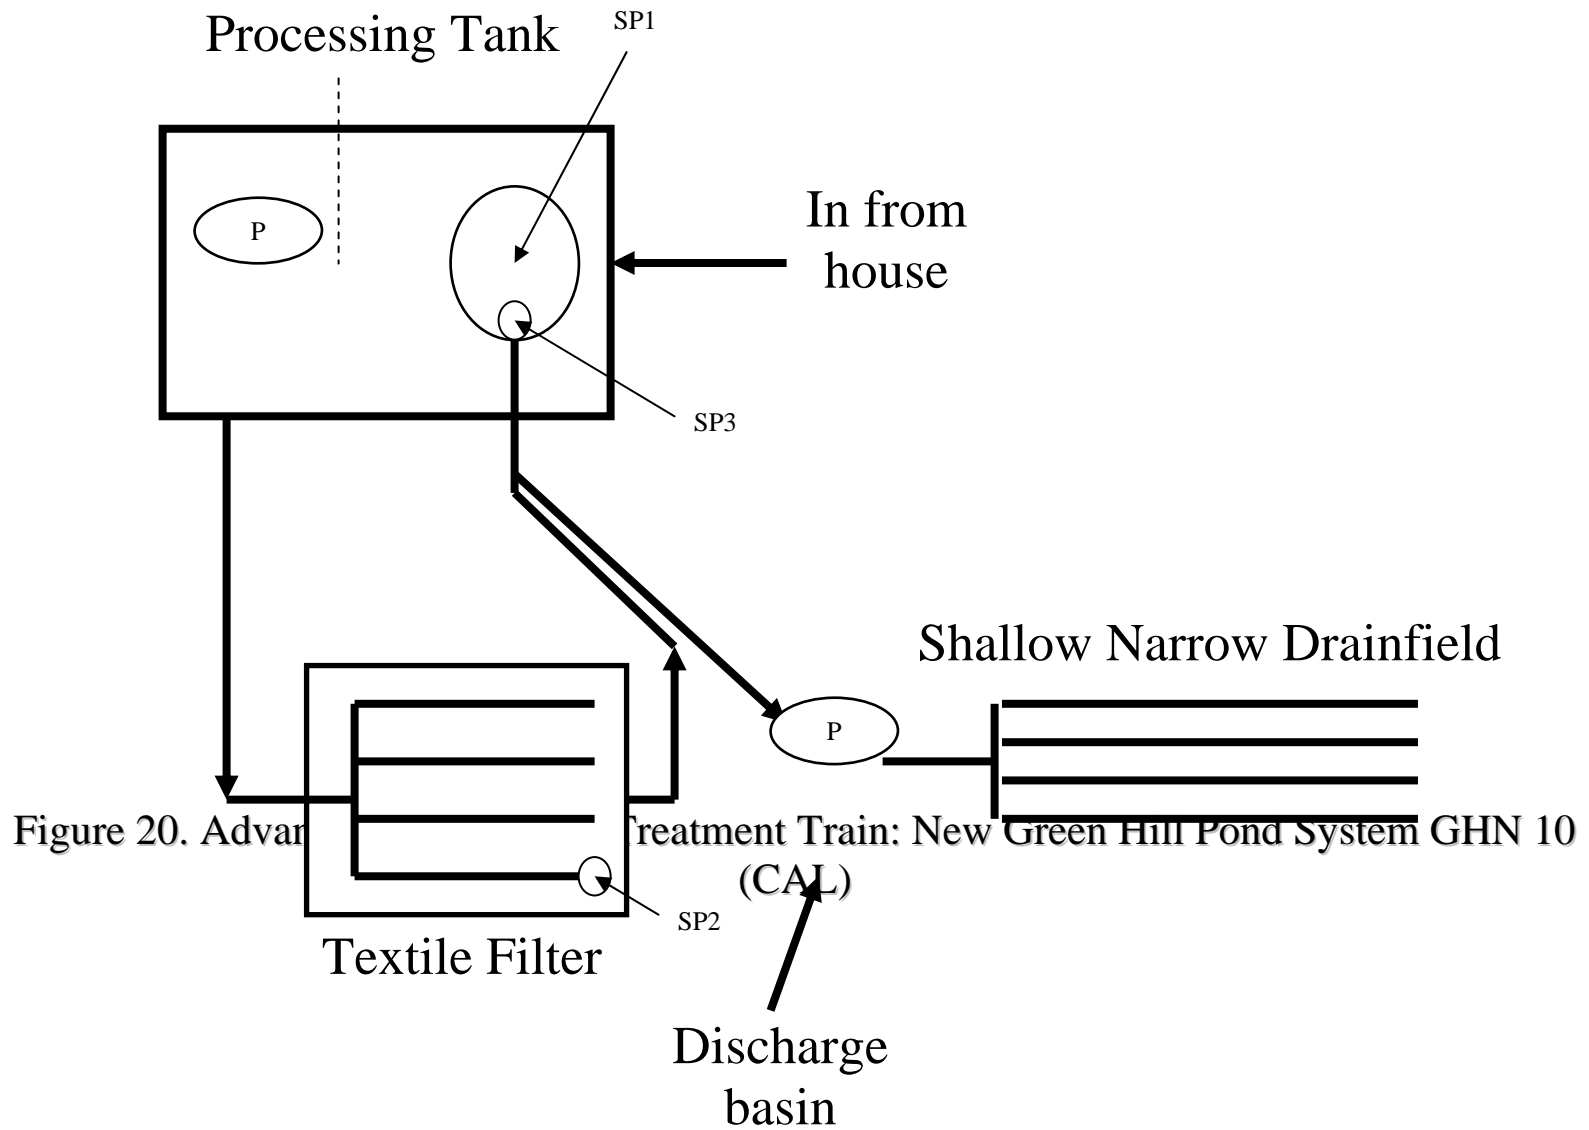 Processing Tank
SP1
P
In from
house
SP3
Shallow Narrow Drainfield
P
Figure 20. Advan Treatment Train: New Green Hill Pond System GHN 10
(CAL)
SP2
Textile Filter
Discharge
basin